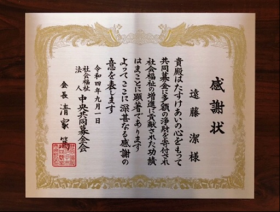 感謝状
遠藤 潔 様
貴殿はたすけあいの心をもって
共同募金に多額の浄財を寄付され
社会福祉の増進に貢献された功績
はまことに顕著であります
よってここに深甚なる感謝の
意を表します
令和四年九月一日
社会福祉法人 中央共同募金会
会長 清家 篤